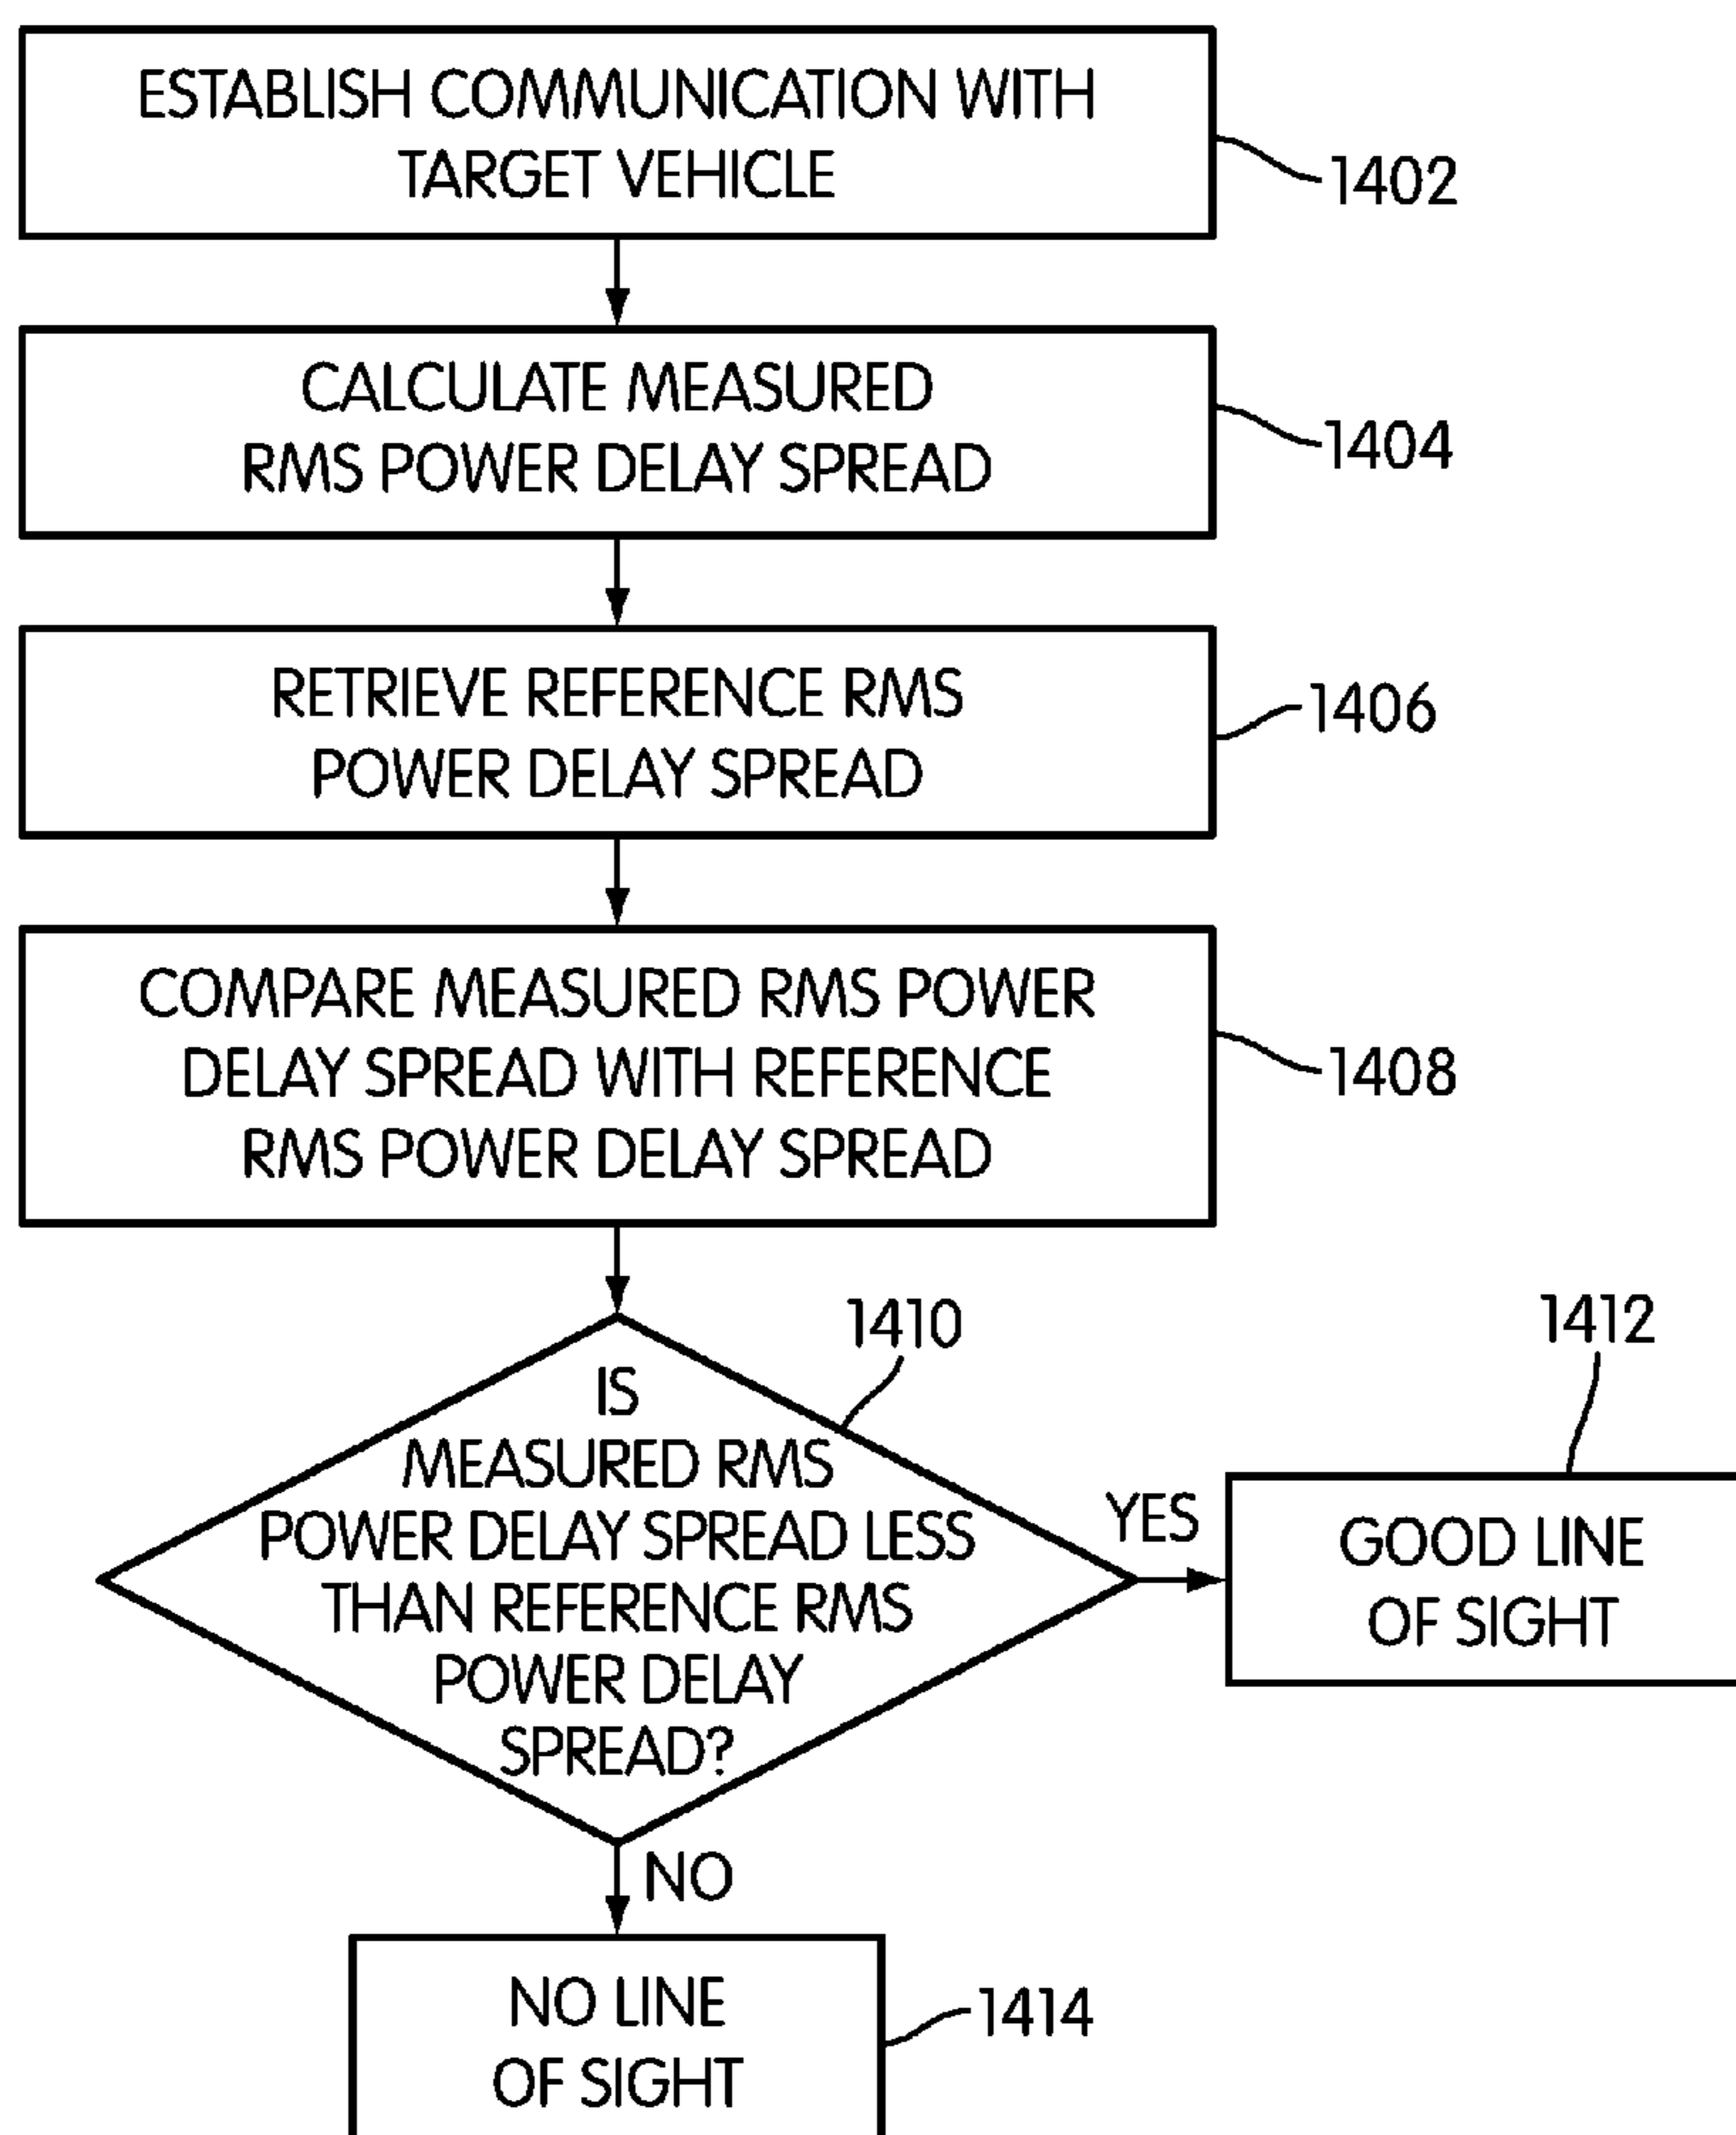 ESTABLISH COMMUNICATION WITH
TARGET VEHICLE
1402
CALCULATE MEASURED
RMS POWER DELAY SPREAD
1404
RETRIEVE REFERENCE RMS
POWER DELAY SPREAD
1406
COMPARE MEASURED RMS POWER
DELAY SPREAD WITH REFERENCE
RMS POWER DELAY SPREAD
1408
1410
IS
MEASURED RMS
POWER DELAY SPREAD LESS
THAN REFERENCE RMS
POWER DELAY
SPREAD?
YES
1412
GOOD LINE
OF SIGHT
NO
NO LINE
OF SIGHT
1414